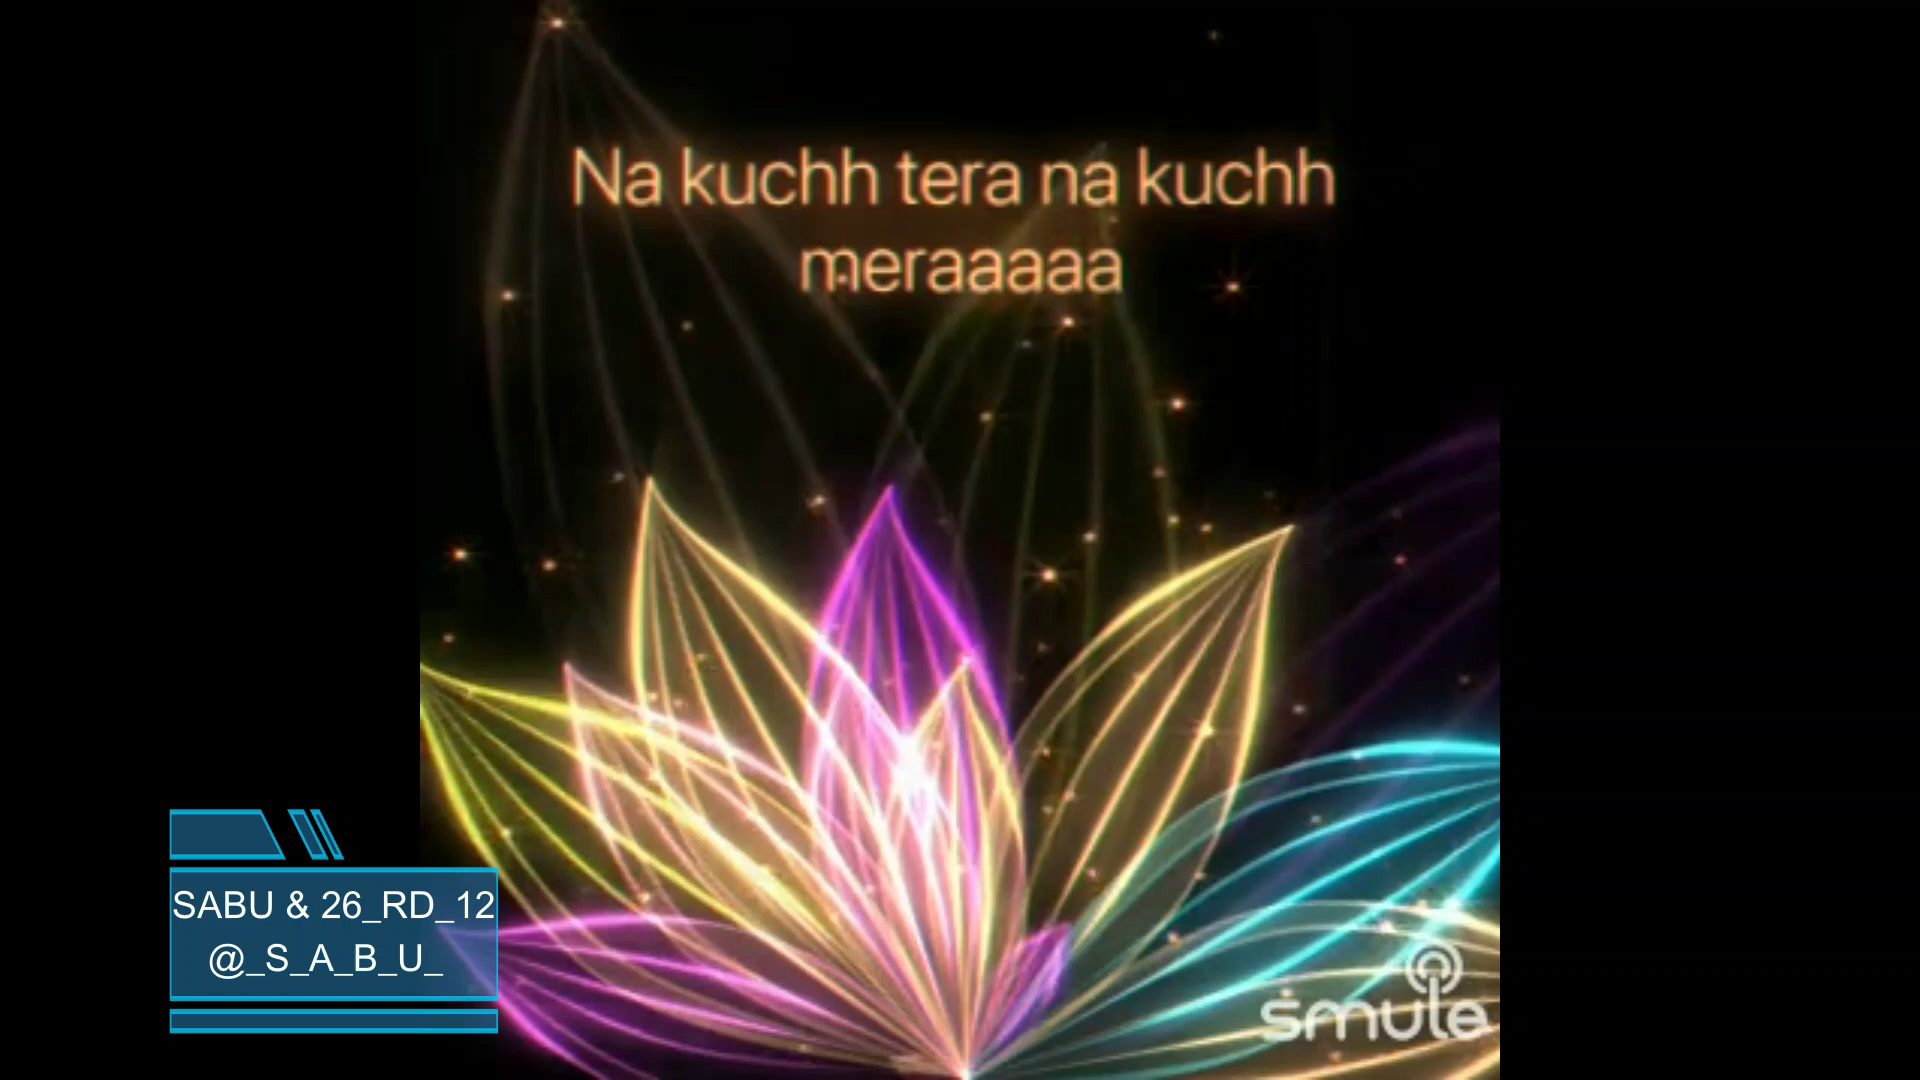 Na kuchh tera na kuchh
meraaaaa
SABU & 26_RD_12
@_S_A_B_U_
smule